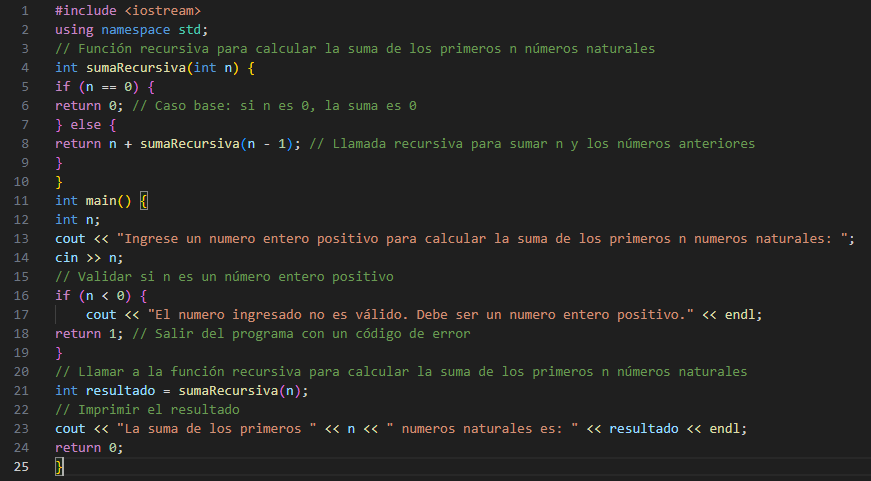 1 #include <iostream>
2 using namespace std;
3 // Función recursiva para calcular la suma de los primeros n números naturales
4 int sumaRecursiva(int n) {
5 if (n == 0) {
6 return 0; // Caso base: si n es 0, la suma es 0
7 } else {
8 return n + sumaRecursiva(n - 1); // Llamada recursiva para sumar n y los números anteriores
9 }
10 }
11 int main() {
12 int n;
13 cout << "Ingrese un numero entero positivo para calcular la suma de los primeros n numeros naturales: ";
14 cin >> n;
15 // Validar si n es un número entero positivo
16 if (n < 0) {
17     cout << "El numero ingresado no es válido. Debe ser un numero entero positivo." << endl;
18 return 1; // Salir del programa con un código de error
19 }
20 // Llamar a la función recursiva para calcular la suma de los primeros n números naturales
21 int resultado = sumaRecursiva(n);
22 // Imprimir el resultado
23 cout << "La suma de los primeros " << n << " numeros naturales es: " << resultado << endl;
24 return 0;
25 }